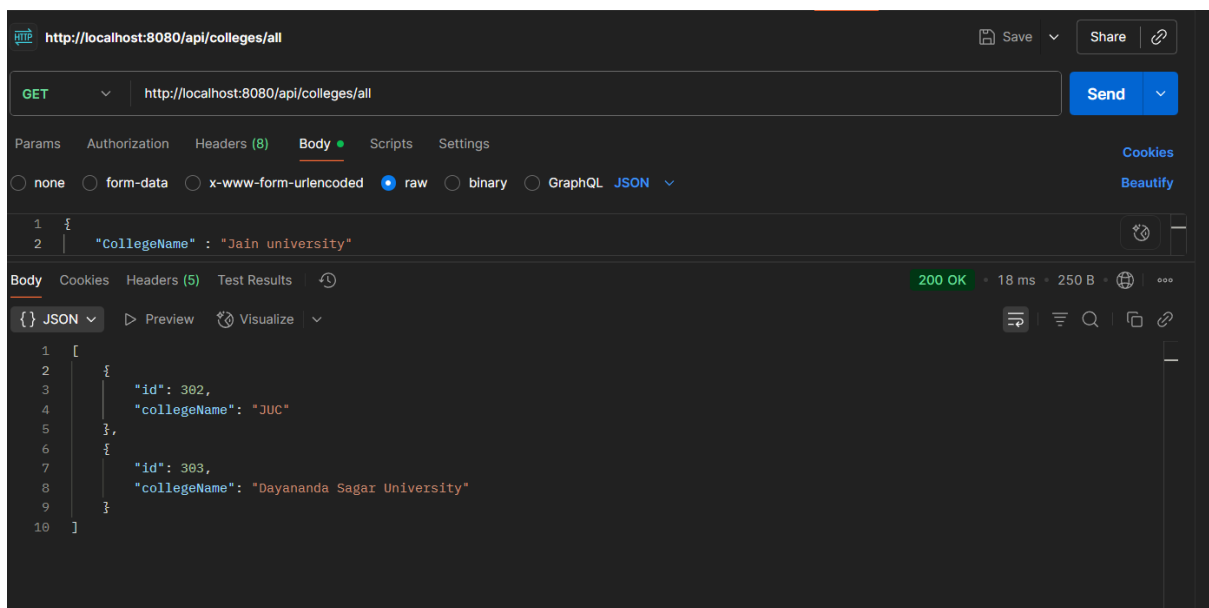 HTTP http://localhost:8080/api/colleges/all Save Share
GET http://localhost:8080/api/colleges/all Send
Params Authorization Headers (8) Body Scripts Settings Cookies
none form-data x-www-form-urlencoded raw binary GraphQL JSON Beautify
1 {
2 "CollegeName" : "Jain university"
Body Cookies Headers (5) Test Results 200 OK 18 ms 250 B
{} JSON Preview Visualize
1 [
2 {
3 "id": 302,
4 "collegeName": "JUC"
5 },
6 {
7 "id": 303,
8 "collegeName": "Dayananda Sagar University"
9 }
10 ]